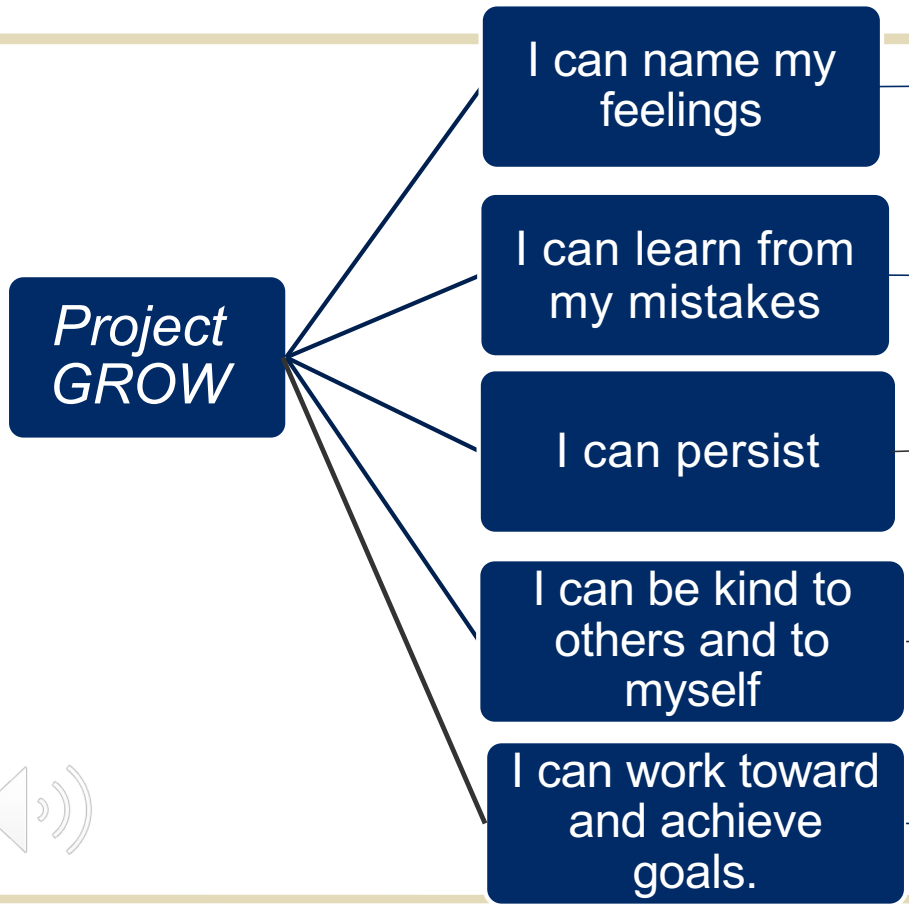 Project
GROW
I can name my
feelings
I can learn from
my mistakes
I can persist
I can be kind to
others and to
myself
I can work toward
and achieve
goals.